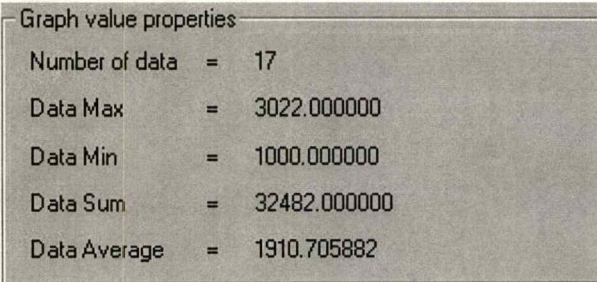 Graph value properties
Number of data = 17
Data Max = 3022.000000
Data Min = 1000.000000
Data Sum = 32482.000000
Data Average = 1910.705882